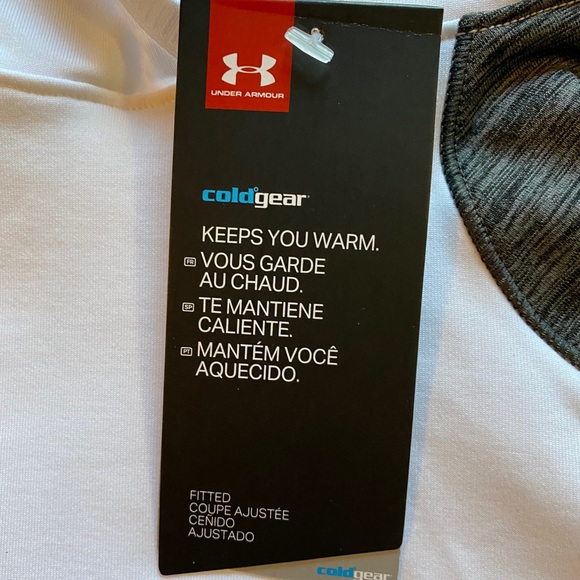 UNDER ARMOUR
coldgear
KEEPS YOU WARM.
FR VOUS GARDE
AU CHAUD.
SP TE MANTIENE
CALIENTE.
PT MANTÉM VOCÊ
AQUECIDO.
FITTED
COUPE AJUSTÉE
CEÑIDO
AJUSTADO
coldgear